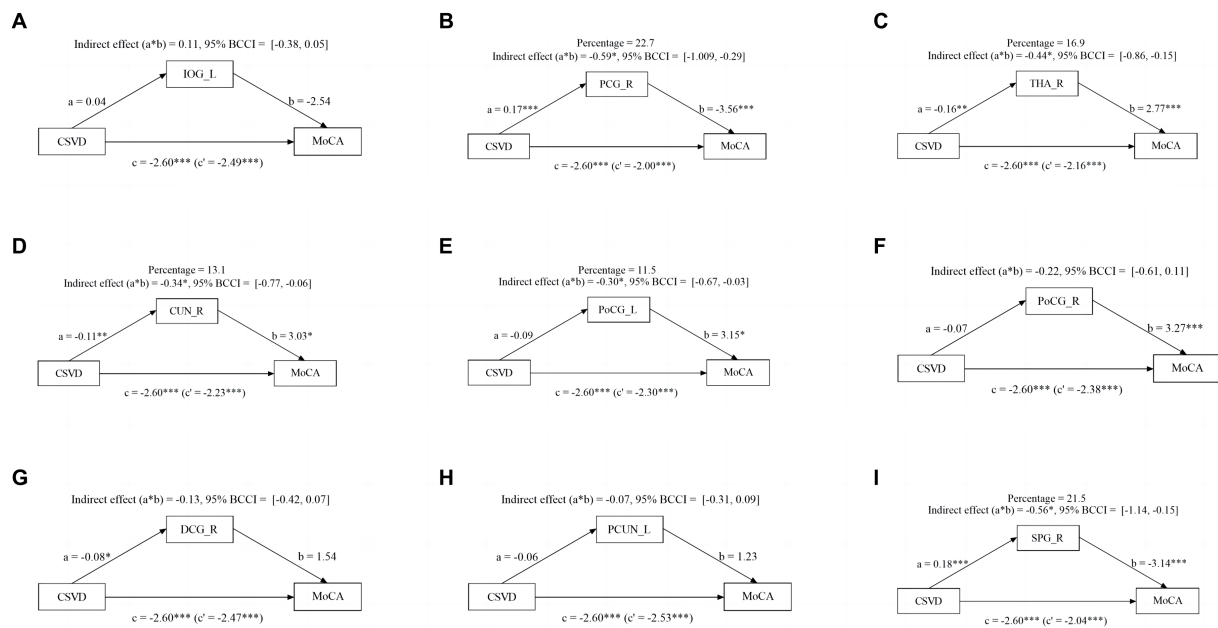 A
Indirect effect (a*b) = 0.11, 95% BCCI = [-0.38, 0.05]
IOG_L
a = 0.04
b = -2.54
CSVD
MoCA
c = -2.60*** (c' = -2.49***)
B
Percentage = 22.7
Indirect effect (a*b) = -0.59*, 95% BCCI = [-1.009, -0.29]
PCG_R
a = 0.17***
b = -3.56***
CSVD
MoCA
c = -2.60*** (c' = -2.00***)
C
Percentage = 16.9
Indirect effect (a*b) = -0.44*, 95% BCCI = [-0.86, -0.15]
THA_R
a = -0.16**
b = 2.77***
CSVD
MoCA
c = -2.60*** (c' = -2.16***)
D
Percentage = 13.1
Indirect effect (a*b) = -0.34*, 95% BCCI = [-0.77, -0.06]
CUN_R
a = -0.11**
b = 3.03*
CSVD
MoCA
c = -2.60*** (c' = -2.23***)
E
Percentage = 11.5
Indirect effect (a*b) = -0.30*, 95% BCCI = [-0.67, -0.03]
PoCG_L
a = -0.09
b = 3.15*
CSVD
MoCA
c = -2.60*** (c' = -2.30***)
F
Indirect effect (a*b) = -0.22, 95% BCCI = [-0.61, 0.11]
PoCG_R
a = -0.07
b = 3.27***
CSVD
MoCA
c = -2.60*** (c' = -2.38***)
G
Indirect effect (a*b) = -0.13, 95% BCCI = [-0.42, 0.07]
DCG_R
a = -0.08*
b = 1.54
CSVD
MoCA
c = -2.60*** (c' = -2.47***)
H
Indirect effect (a*b) = -0.07, 95% BCCI = [-0.31, 0.09]
PCUN_L
a = -0.06
b = 1.23
CSVD
MoCA
c = -2.60*** (c' = -2.53***)
I
Percentage = 21.5
Indirect effect (a*b) = -0.56*, 95% BCCI = [-1.14, -0.15]
SPG_R
a = 0.18***
b = -3.14***
CSVD
MoCA
c = -2.60*** (c' = -2.04***)